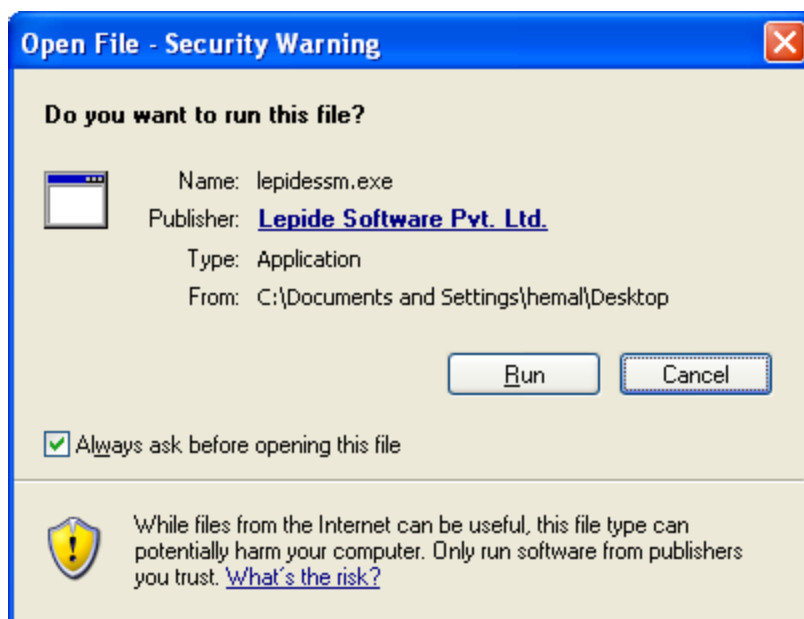 Open File - Security Warning
Do you want to run this file?
Name: lepidessm.exe
Publisher: Lepide Software Pvt. Ltd.
Type: Application
From: C:\Documents and Settings\hemal\Desktop
Run Cancel
Always ask before opening this file
While files from the Internet can be useful, this file type can
potentially harm your computer. Only run software from publishers
you trust. What's the risk?